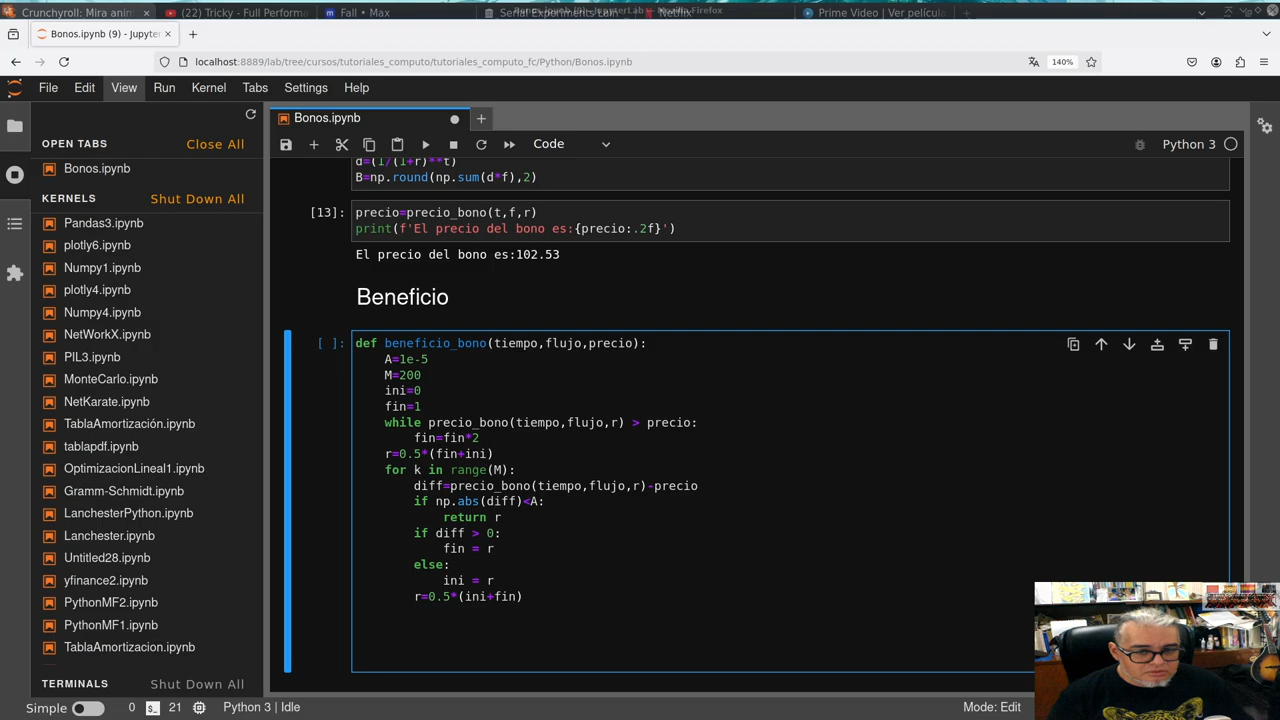 Crunchyroll: Mira anim
(22) Tricky - Full Performa
Fall • Max
Netflix
Prime Video | Ver películ
Bonos.ipynb (9) - Jupyter
localhost:8889/lab/tree/cursos/tutoriales_computo/tutoriales_computo_fc/Python/Bonos.ipynb
140%
File Edit View Run Kernel Tabs Settings Help
OPEN TABS
Close All
Bonos.ipynb
KERNELS
Shut Down All
Pandas3.ipynb
plotly6.ipynb
Numpy1.ipynb
plotly4.ipynb
Numpy4.ipynb
NetWorkX.ipynb
PIL3.ipynb
MonteCarlo.ipynb
NetKarate.ipynb
TablaAmortización.ipynb
tablapdf.ipynb
OptimizacionLineal1.ipynb
Gramm-Schmidt.ipynb
LanchesterPython.ipynb
Lanchester.ipynb
Untitled28.ipynb
yfinance2.ipynb
PythonMF2.ipynb
PythonMF1.ipynb
TablaAmortizacion.ipynb
TERMINALS
Shut Down All
Bonos.ipynb
Code
Python 3
d=(1/(1+r)**t)
B=np.round(np.sum(d*f),2)
[13]:
precio=precio_bono(t,f,r)
print(f'El precio del bono es:{precio:.2f}')
El precio del bono es:102.53
Beneficio
[ ]:
def beneficio_bono(tiempo,flujo,precio):
A=1e-5
M=200
ini=0
fin=1
while precio_bono(tiempo,flujo,r) > precio:
fin=fin*2
r=0.5*(fin+ini)
for k in range(M):
diff=precio_bono(tiempo,flujo,r)-precio
if np.abs(diff)<A:
return r
if diff > 0:
fin = r
else:
ini = r
r=0.5*(ini+fin)
Simple
0
21
Python 3 | Idle
Mode: Edit